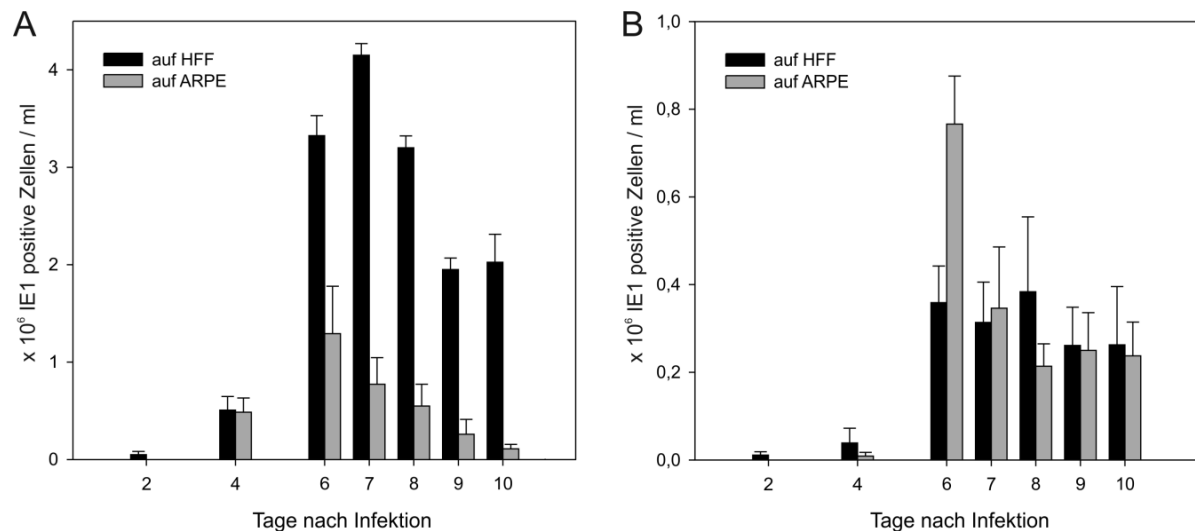 A
auf HFF
auf ARPE
x 10⁶ IE1 positive Zellen / ml
4
3
2
1
0
2 4 6 7 8 9 10
Tage nach Infektion
B
auf HFF
auf ARPE
x 10⁶ IE1 positive Zellen / ml
1,0
0,8
0,6
0,4
0,2
0,0
2 4 6 7 8 9 10
Tage nach Infektion